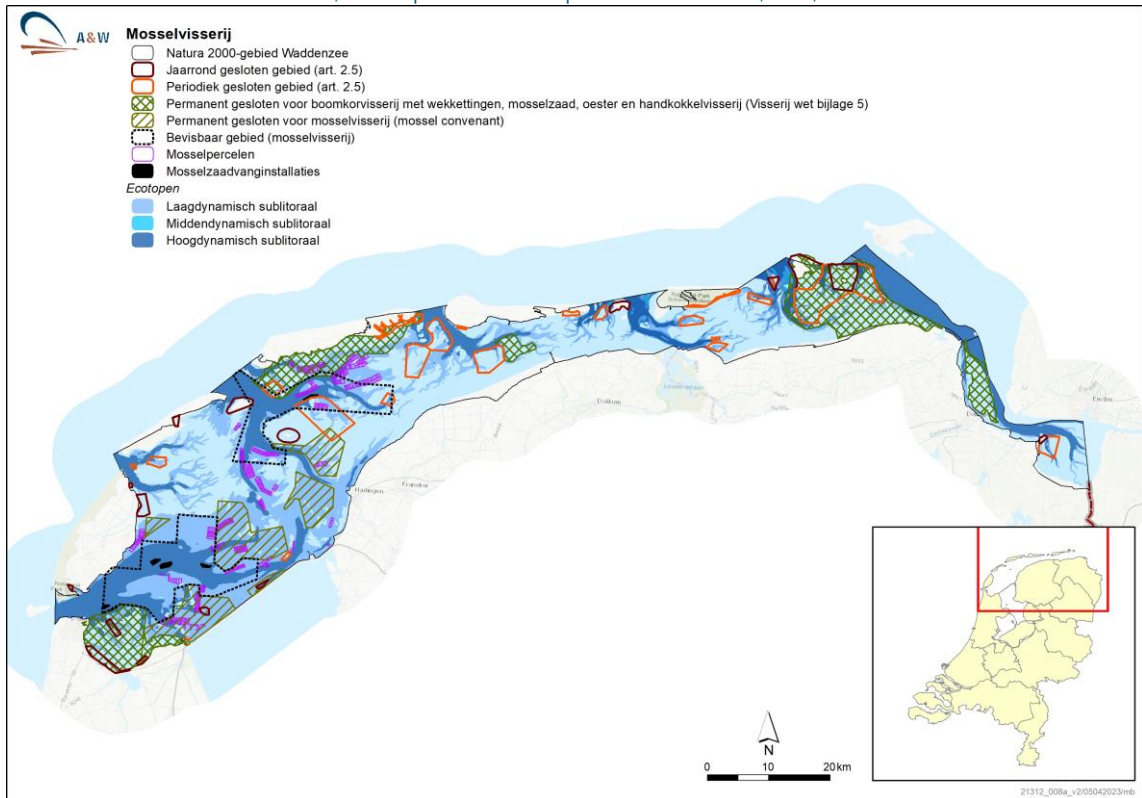 A&W
Mosselvisserij
Natura 2000-gebied Waddenzee
Jaarrond gesloten gebied (art. 2.5)
Periodiek gesloten gebied (art. 2.5)
Permanent gesloten voor boomkorvisserij met wekkettingen, mosselzaad, oester en handkokkelvisserij (Visserij wet bijlage 5)
Permanent gesloten voor mosselvisserij (mossel convenant)
Bevisbaar gebied (mosselvisserij)
Mosselpercelen
Mosselzaadvanginstallaties
Ecotopen
Laagdynamisch sublitoraal
Middendynamisch sublitoraal
Hoogdynamisch sublitoraal
Dokkum
Emden
Harlingen
Franeker
N
0 10 20 km
21312_008a_v2/05042023/mb